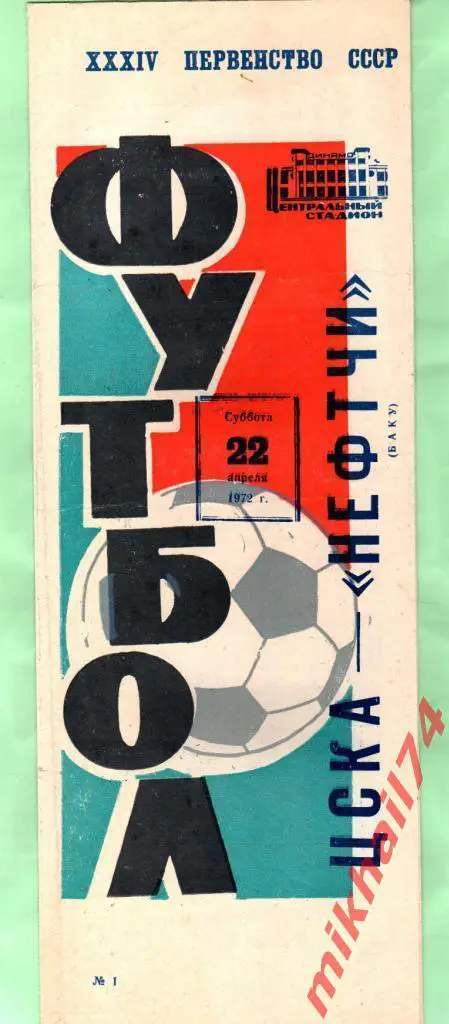 XXXIV ПЕРВЕНСТВО СССР
ФУТБОЛ
ДИНАМО
ЦЕНТРАЛЬНЫЙ
СТАДИОН
Суббота
22
апреля
1972 г.
ЦСКА — «НЕФТЧИ»
(БАКУ)
№ 1
mikhail74